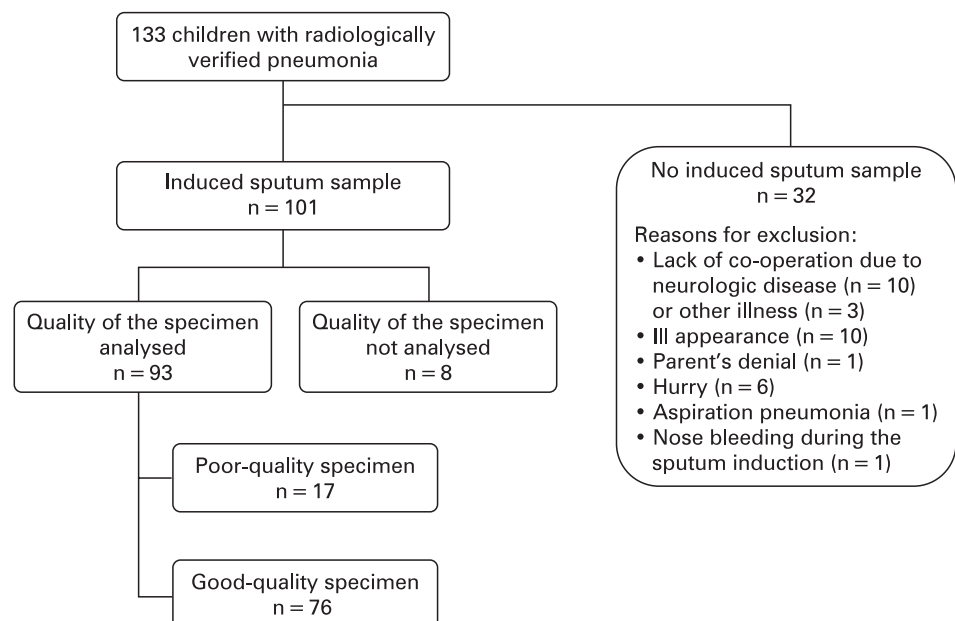 133 children with radiologically
verified pneumonia
Induced sputum sample
n = 101
No induced sputum sample
n = 32
Reasons for exclusion:
• Lack of co-operation due to
neurologic disease (n = 10)
or other illness (n = 3)
• Ill appearance (n = 10)
• Parent's denial (n = 1)
• Hurry (n = 6)
• Aspiration pneumonia (n = 1)
• Nose bleeding during the
sputum induction (n = 1)
Quality of the specimen
analysed
n = 93
Quality of the specimen
not analysed
n = 8
Poor-quality specimen
n = 17
Good-quality specimen
n = 76